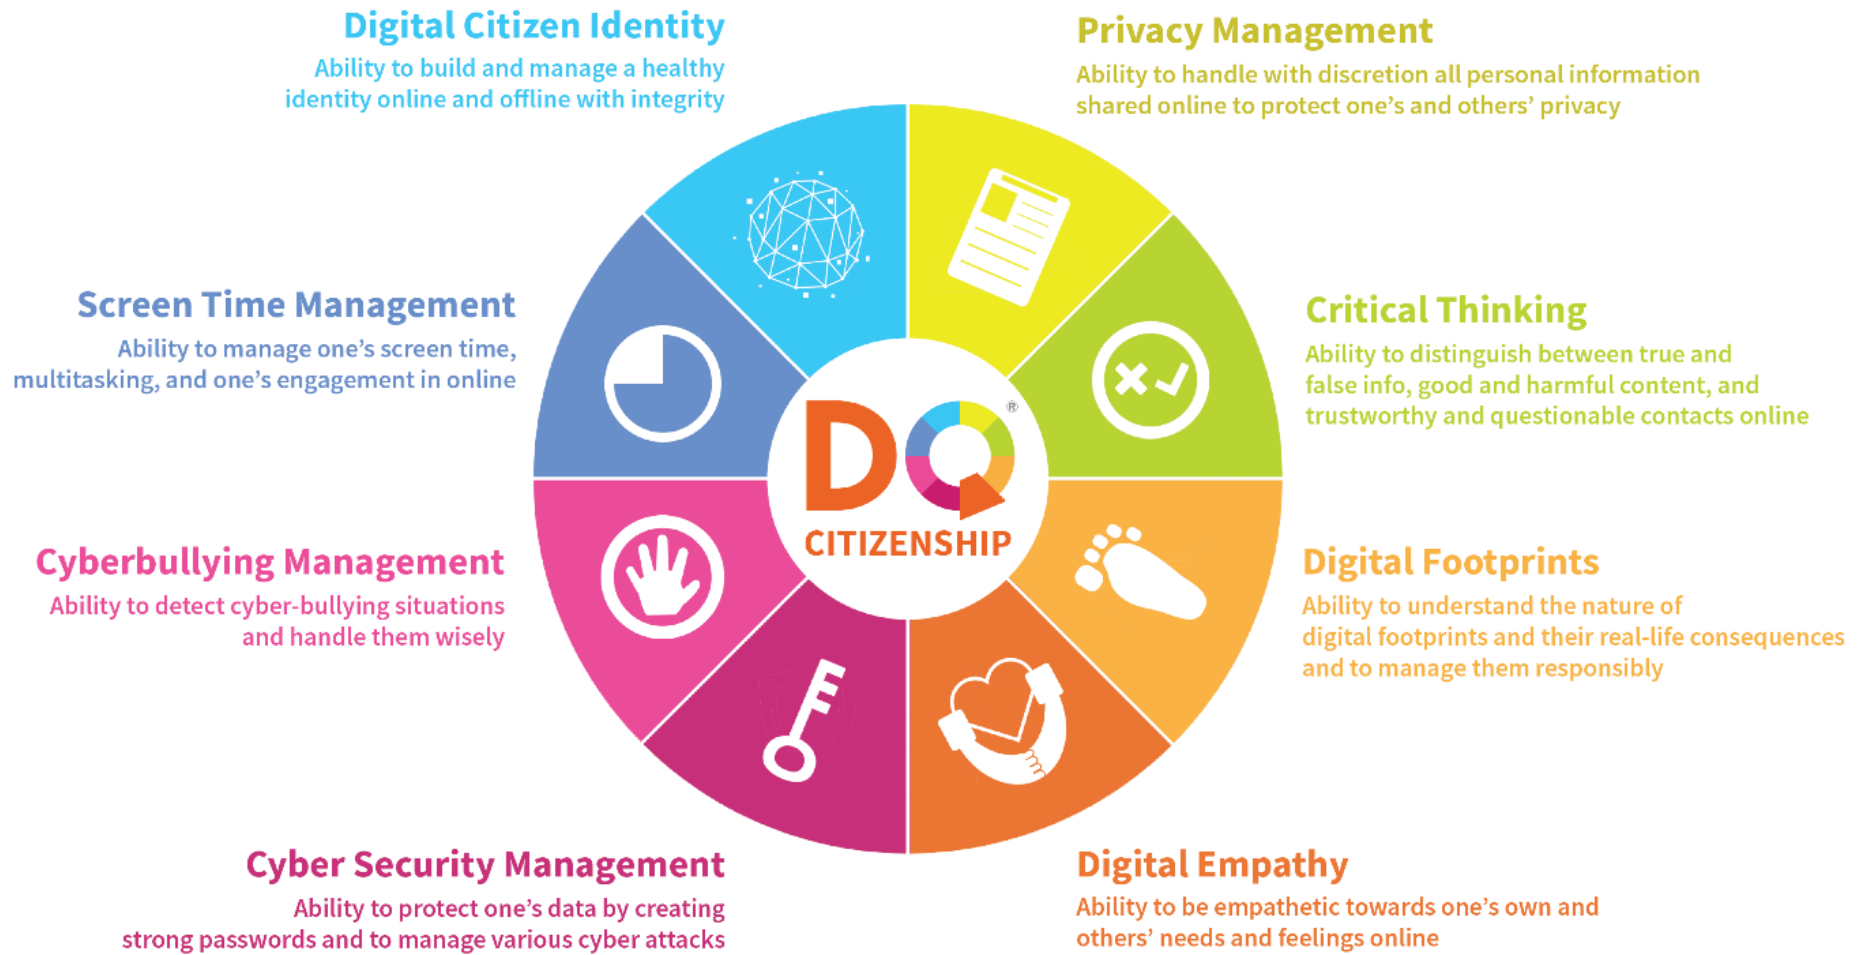 Digital Citizen Identity
Ability to build and manage a healthy
identity online and offline with integrity
Privacy Management
Ability to handle with discretion all personal information
shared online to protect one's and others' privacy
Screen Time Management
Ability to manage one's screen time,
multitasking, and one's engagement in online
Critical Thinking
Ability to distinguish between true and
false info, good and harmful content, and
trustworthy and questionable contacts online
DQ®
CITIZENSHIP
Cyberbullying Management
Ability to detect cyber-bullying situations
and handle them wisely
Digital Footprints
Ability to understand the nature of
digital footprints and their real-life consequences
and to manage them responsibly
Cyber Security Management
Ability to protect one's data by creating
strong passwords and to manage various cyber attacks
Digital Empathy
Ability to be empathetic towards one's own and
others' needs and feelings online